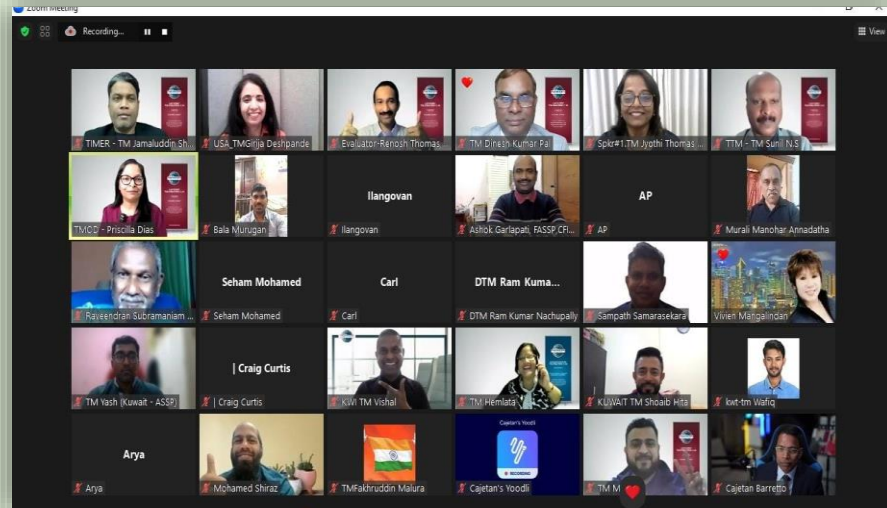 Zoom Meeting
Recording...
View
TIMER - TM Jamaluddin Sh...
USA_TMGirija Deshpande
Evaluator-Renosh Thomas
TM Dinesh Kumar Pal
Spkr#1.TM Jyothi Thomas ...
TTM - TM Sunil N.S
TMOD - Priscilla Dias
Bala Murugan
Ilangovan
Ilangovan
Ashok Garlapati, FASSP,CFI...
AP
AP
Murali Manohar Annadatha
Raveendran Subramaniam ...
Seham Mohamed
Seham Mohamed
Carl
Carl
DTM Ram Kuma...
DTM Ram Kumar Nachupally
Sampath Samarasekara
Vivien Mangalindan
TM Yash (Kuwait - ASSP)
| Craig Curtis
| Craig Curtis
KWI TM Vishal
TM Hemlata
KUWAIT TM Shoaib Hita
kwt-tm Wafiq
Arya
Arya
Mohamed Shiraz
TMFakhruddin Malura
Cajetan's Yoodli
RECORDING
Cajetan's Yoodli
TM M
Cajetan Barretto